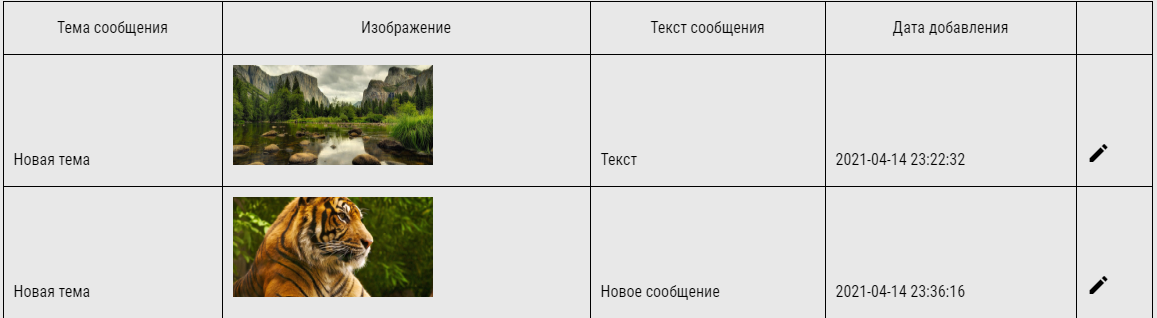 Тема сообщения Изображение Текст сообщения Дата добавления
Новая тема Текст 2021-04-14 23:22:32
Новая тема Новое сообщение 2021-04-14 23:36:16